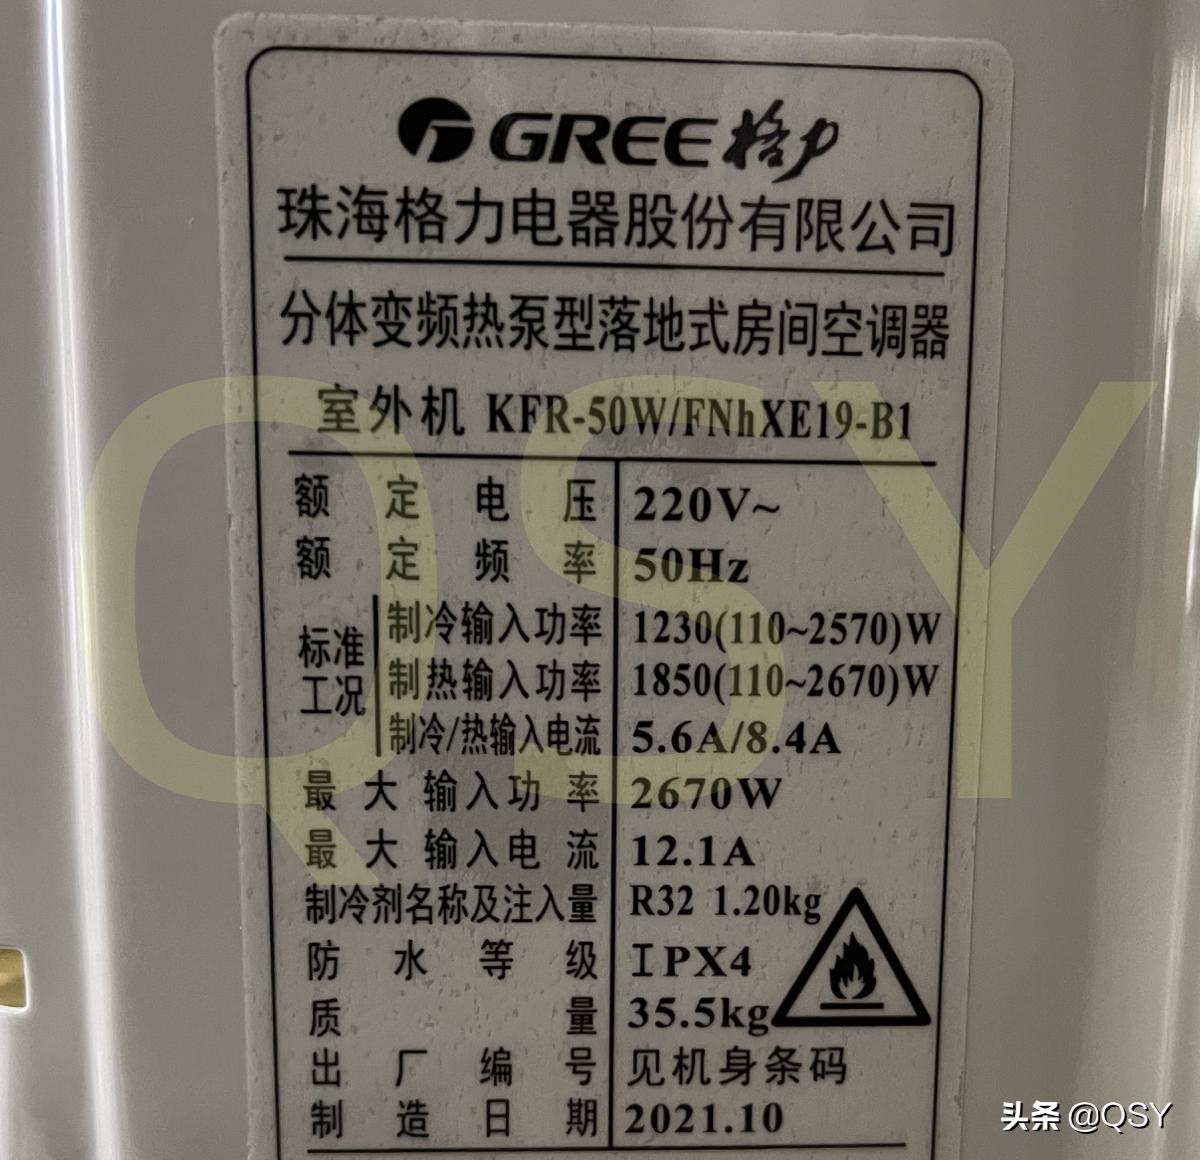 GREE格力
珠海格力电器股份有限公司
分体变频热泵型落地式房间空调器
室外机 KFR-50W/FNhXE19-B1
额定电压 220V~
额定频率 50Hz
标准工况 制冷输入功率 1230(110~2570)W
制热输入功率 1850(110~2670)W
制冷/热输入电流 5.6A/8.4A
最大输入功率 2670W
最大输入电流 12.1A
制冷剂名称及注入量 R32 1.20kg
防水等级 IPX4
质量 35.5kg
出厂编号 见机身条码
制造日期 2021.10
QSY
头条 @QSY